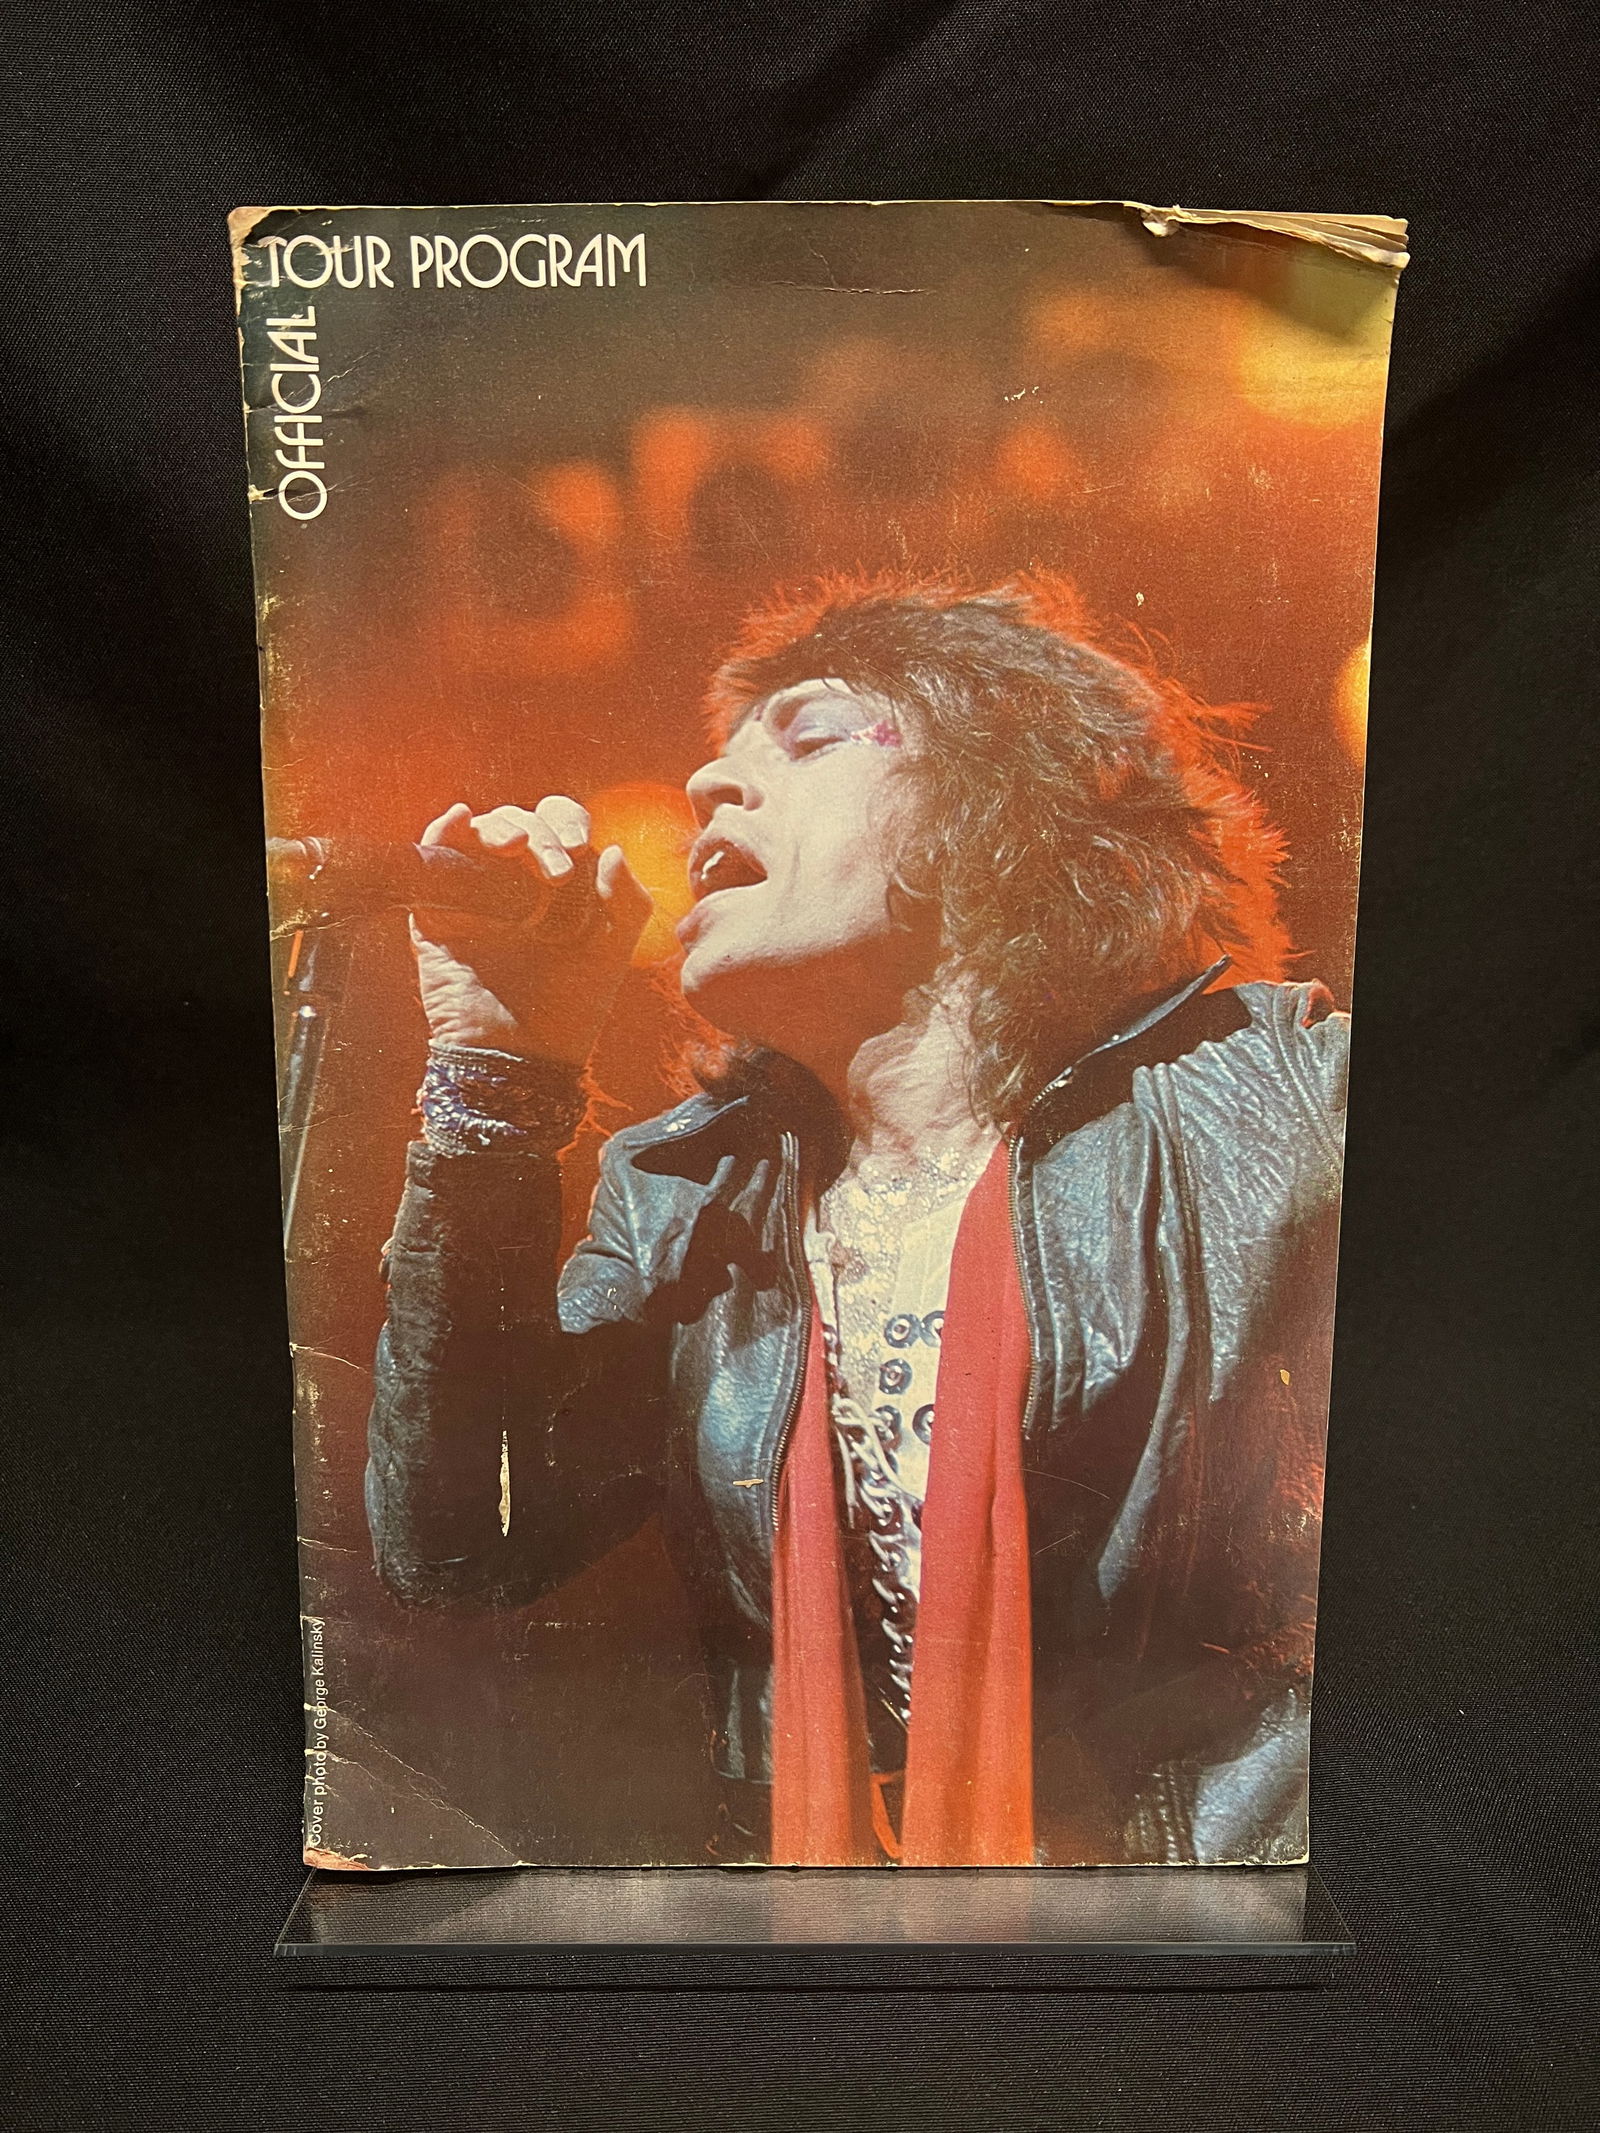 OFFICIAL
TOUR PROGRAM
Cover photo by George Kalinsky